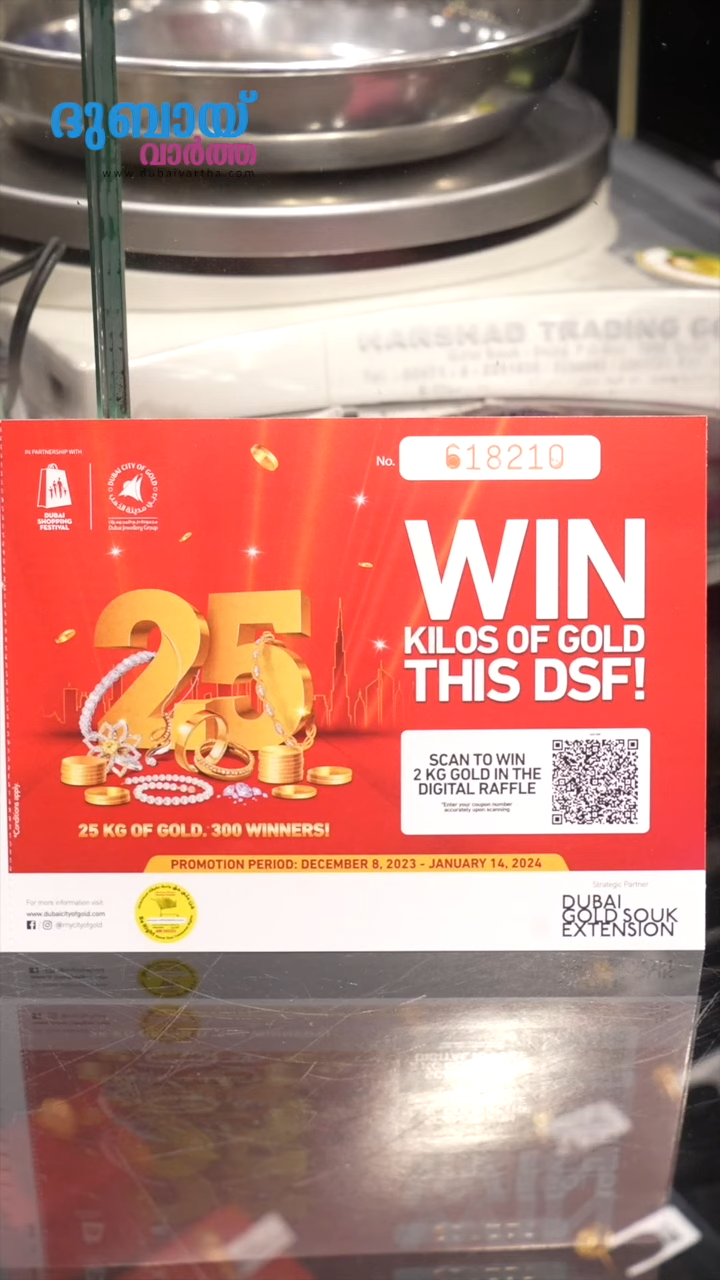 ദുബായ്
വാർത്ത
www.dubaivartha.com
HARSHAD TRADING
IN PARTNERSHIP WITH
DUBAI
SHOPPING
FESTIVAL
DUBAI CITY OF GOLD
دبي مدينة الذهب
Dubai Jewellery Group
No. 618210
WIN
KILOS OF GOLD
THIS DSF!
25
SCAN TO WIN
2 KG GOLD IN THE
DIGITAL RAFFLE
*Enter your coupon number
accurately upon scanning
*Conditions apply.
25 KG OF GOLD. 300 WINNERS!
PROMOTION PERIOD: DECEMBER 8, 2023 - JANUARY 14, 2024
For more information visit
www.dubaicityofgold.com
@mycityofgold
Strategic Partner
DUBAI
GOLD SOUK
EXTENSION